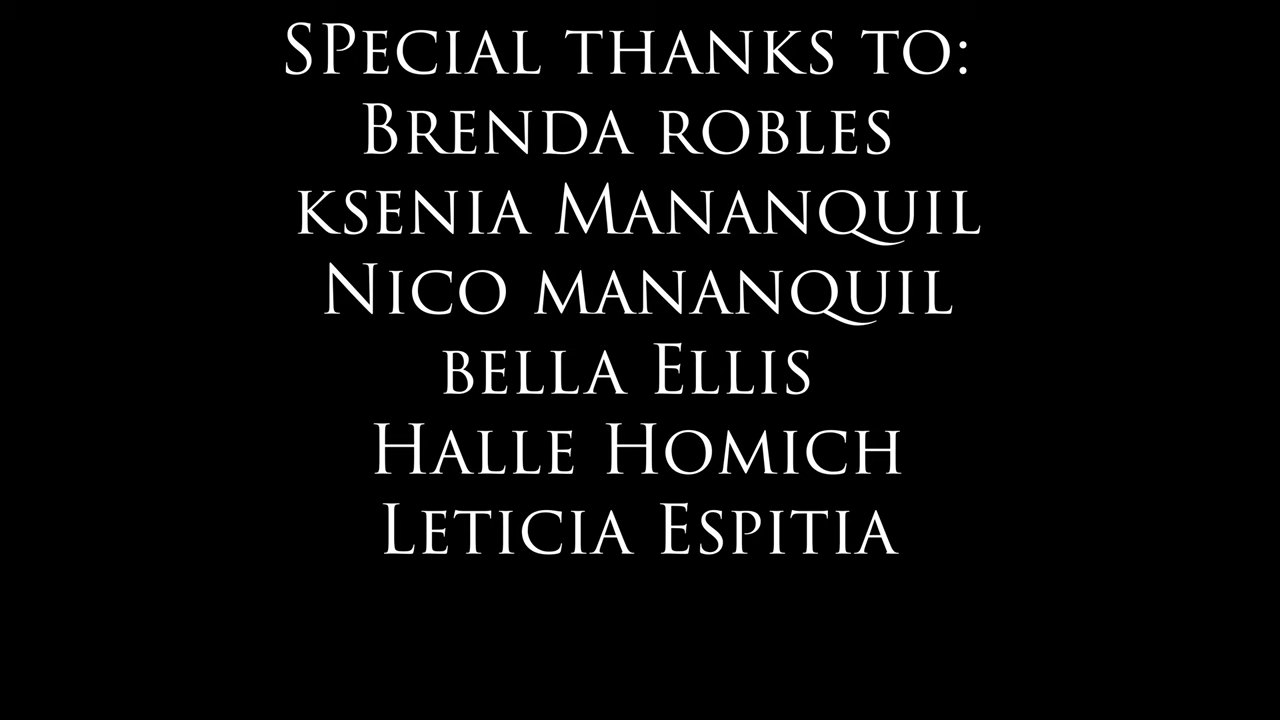 SPecial thanks to:
Brenda robles
ksenia Mananquil
Nico mananquil
bella Ellis
Halle Homich
Leticia Espitia